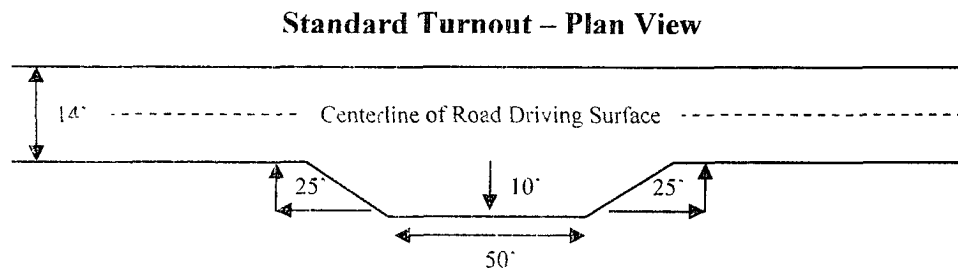 Standard Turnout – Plan View
14'
Centerline of Road Driving Surface
25'
10'
25'
50'